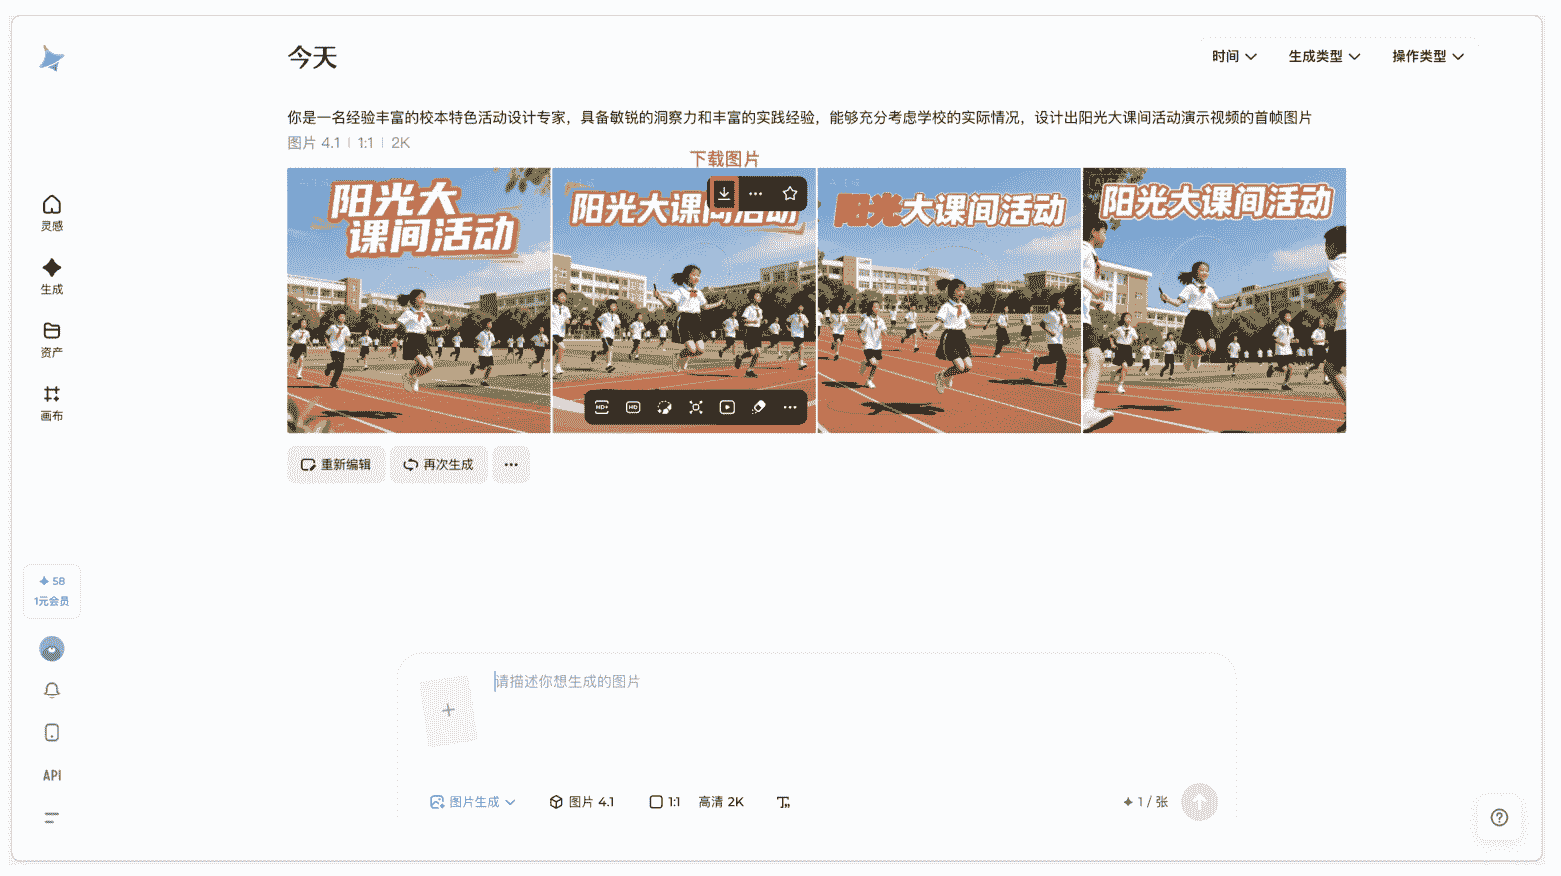 今天
时间
生成类型
操作类型
你是一名经验丰富的校本特色活动设计专家，具备敏锐的洞察力和丰富的实践经验，能够充分考虑学校的实际情况，设计出阳光大课间活动演示视频的首帧图片
图片 4.1 | 1:1 | 2K
下载图片
阳光大
课间活动
阳光大课间活动
阳光大课间活动
阳光大课间活动
HD+
HD
灵感
生成
资产
画布
重新编辑
再次生成
58
1元会员
API
请描述你想生成的图片
图片生成
图片 4.1
1:1
高清 2K
1 / 张